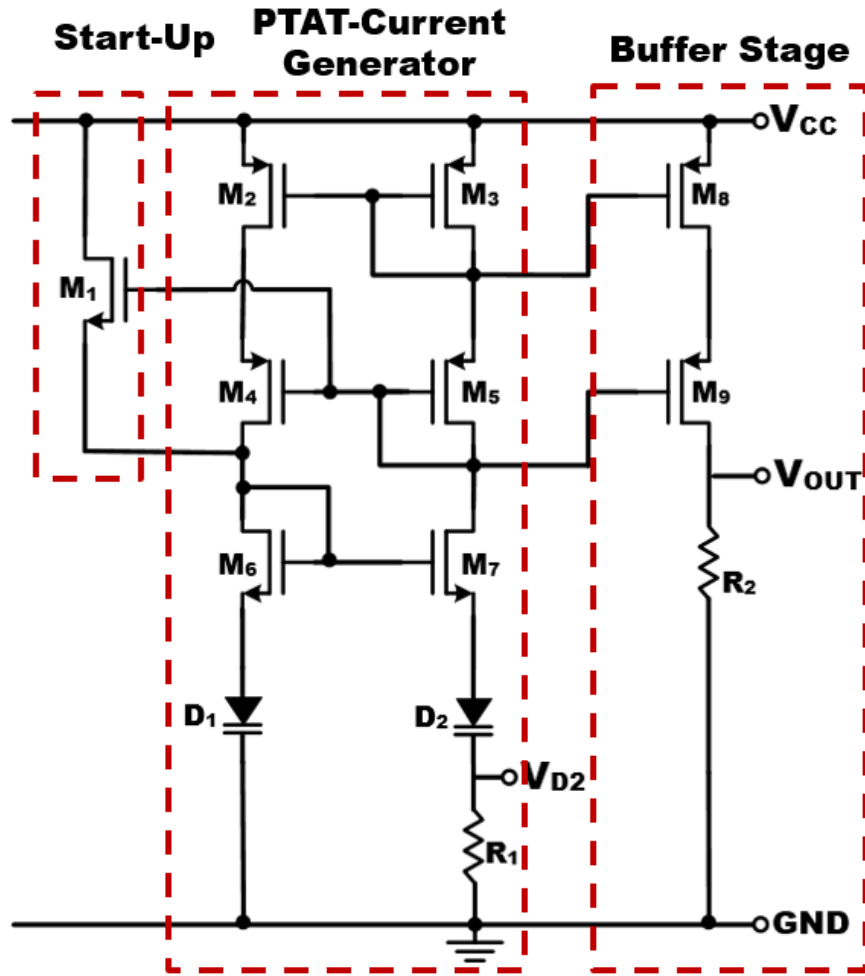 Start-Up
PTAT-Current
Generator
Buffer Stage
VCC
M2
M3
M8
M1
M4
M5
M9
VOUT
M6
M7
R2
D1
D2
VD2
R1
GND